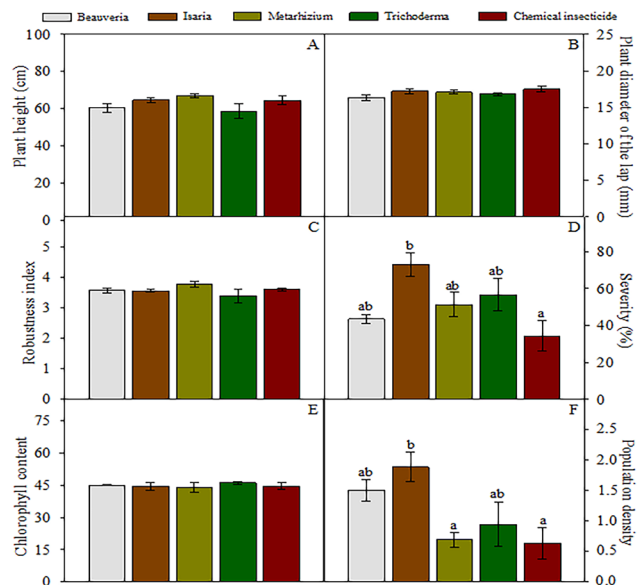 Beauveria Isaria Metarhizium Trichoderma Chemical insecticide
A
Plant height (cm)
100
80
60
40
20
0
B
Plant diameter of the lap (mm)
25
20
15
10
5
0
C
Robustness index
5
4
3
2
1
0
D
Severity (%)
80
60
40
20
0
ab
b
ab
ab
a
E
Chlorophyll content
75
60
45
30
15
0
F
Population density
2.5
2.0
1.5
1.0
0.5
0.0
ab
b
a
ab
a